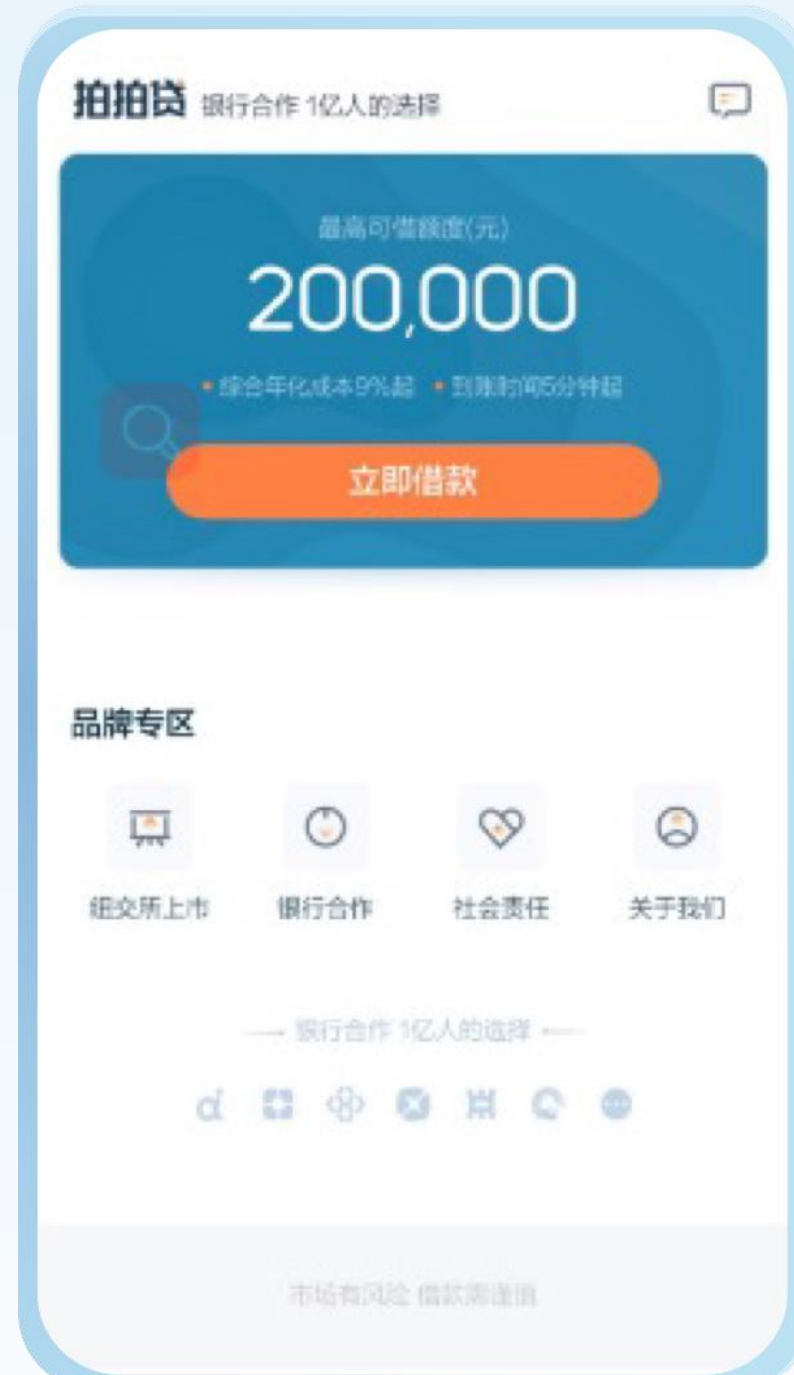 拍拍贷 银行合作 1亿人的选择
最高可借额度(元)
200,000
•综合年化成本9%起 •到账时间5分钟起
立即借款
品牌专区
纽交所上市 银行合作 社会责任 关于我们
银行合作 1亿人的选择
市场有风险 借款需谨慎